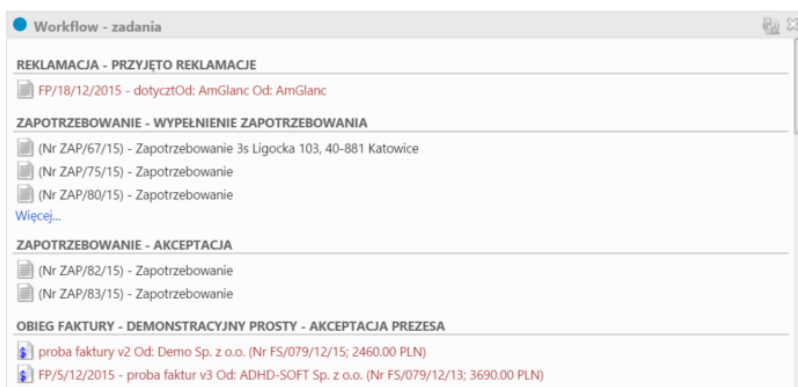 Workflow - zadania
REKLAMACJA - PRZYJĘTO REKLAMACJE
FP/18/12/2015 - dotycztOd: AmGlanc Od: AmGlanc
ZAPOTRZEBOWANIE - WYPEŁNIENIE ZAPOTRZEBOWANIA
(Nr ZAP/67/15) - Zapotrzebowanie 3s Ligocka 103, 40-881 Katowice
(Nr ZAP/75/15) - Zapotrzebowanie
(Nr ZAP/80/15) - Zapotrzebowanie
Więcej...
ZAPOTRZEBOWANIE - AKCEPTACJA
(Nr ZAP/82/15) - Zapotrzebowanie
(Nr ZAP/83/15) - Zapotrzebowanie
OBIEG FAKTURY - DEMONSTRACYJNY PROSTY - AKCEPTACJA PREZESA
proba faktury v2 Od: Demo Sp. z o.o. (Nr FS/079/12/15; 2460.00 PLN)
FP/5/12/2015 - proba faktur v3 Od: ADHD-SOFT Sp. z o.o. (Nr FS/079/12/13; 3690.00 PLN)